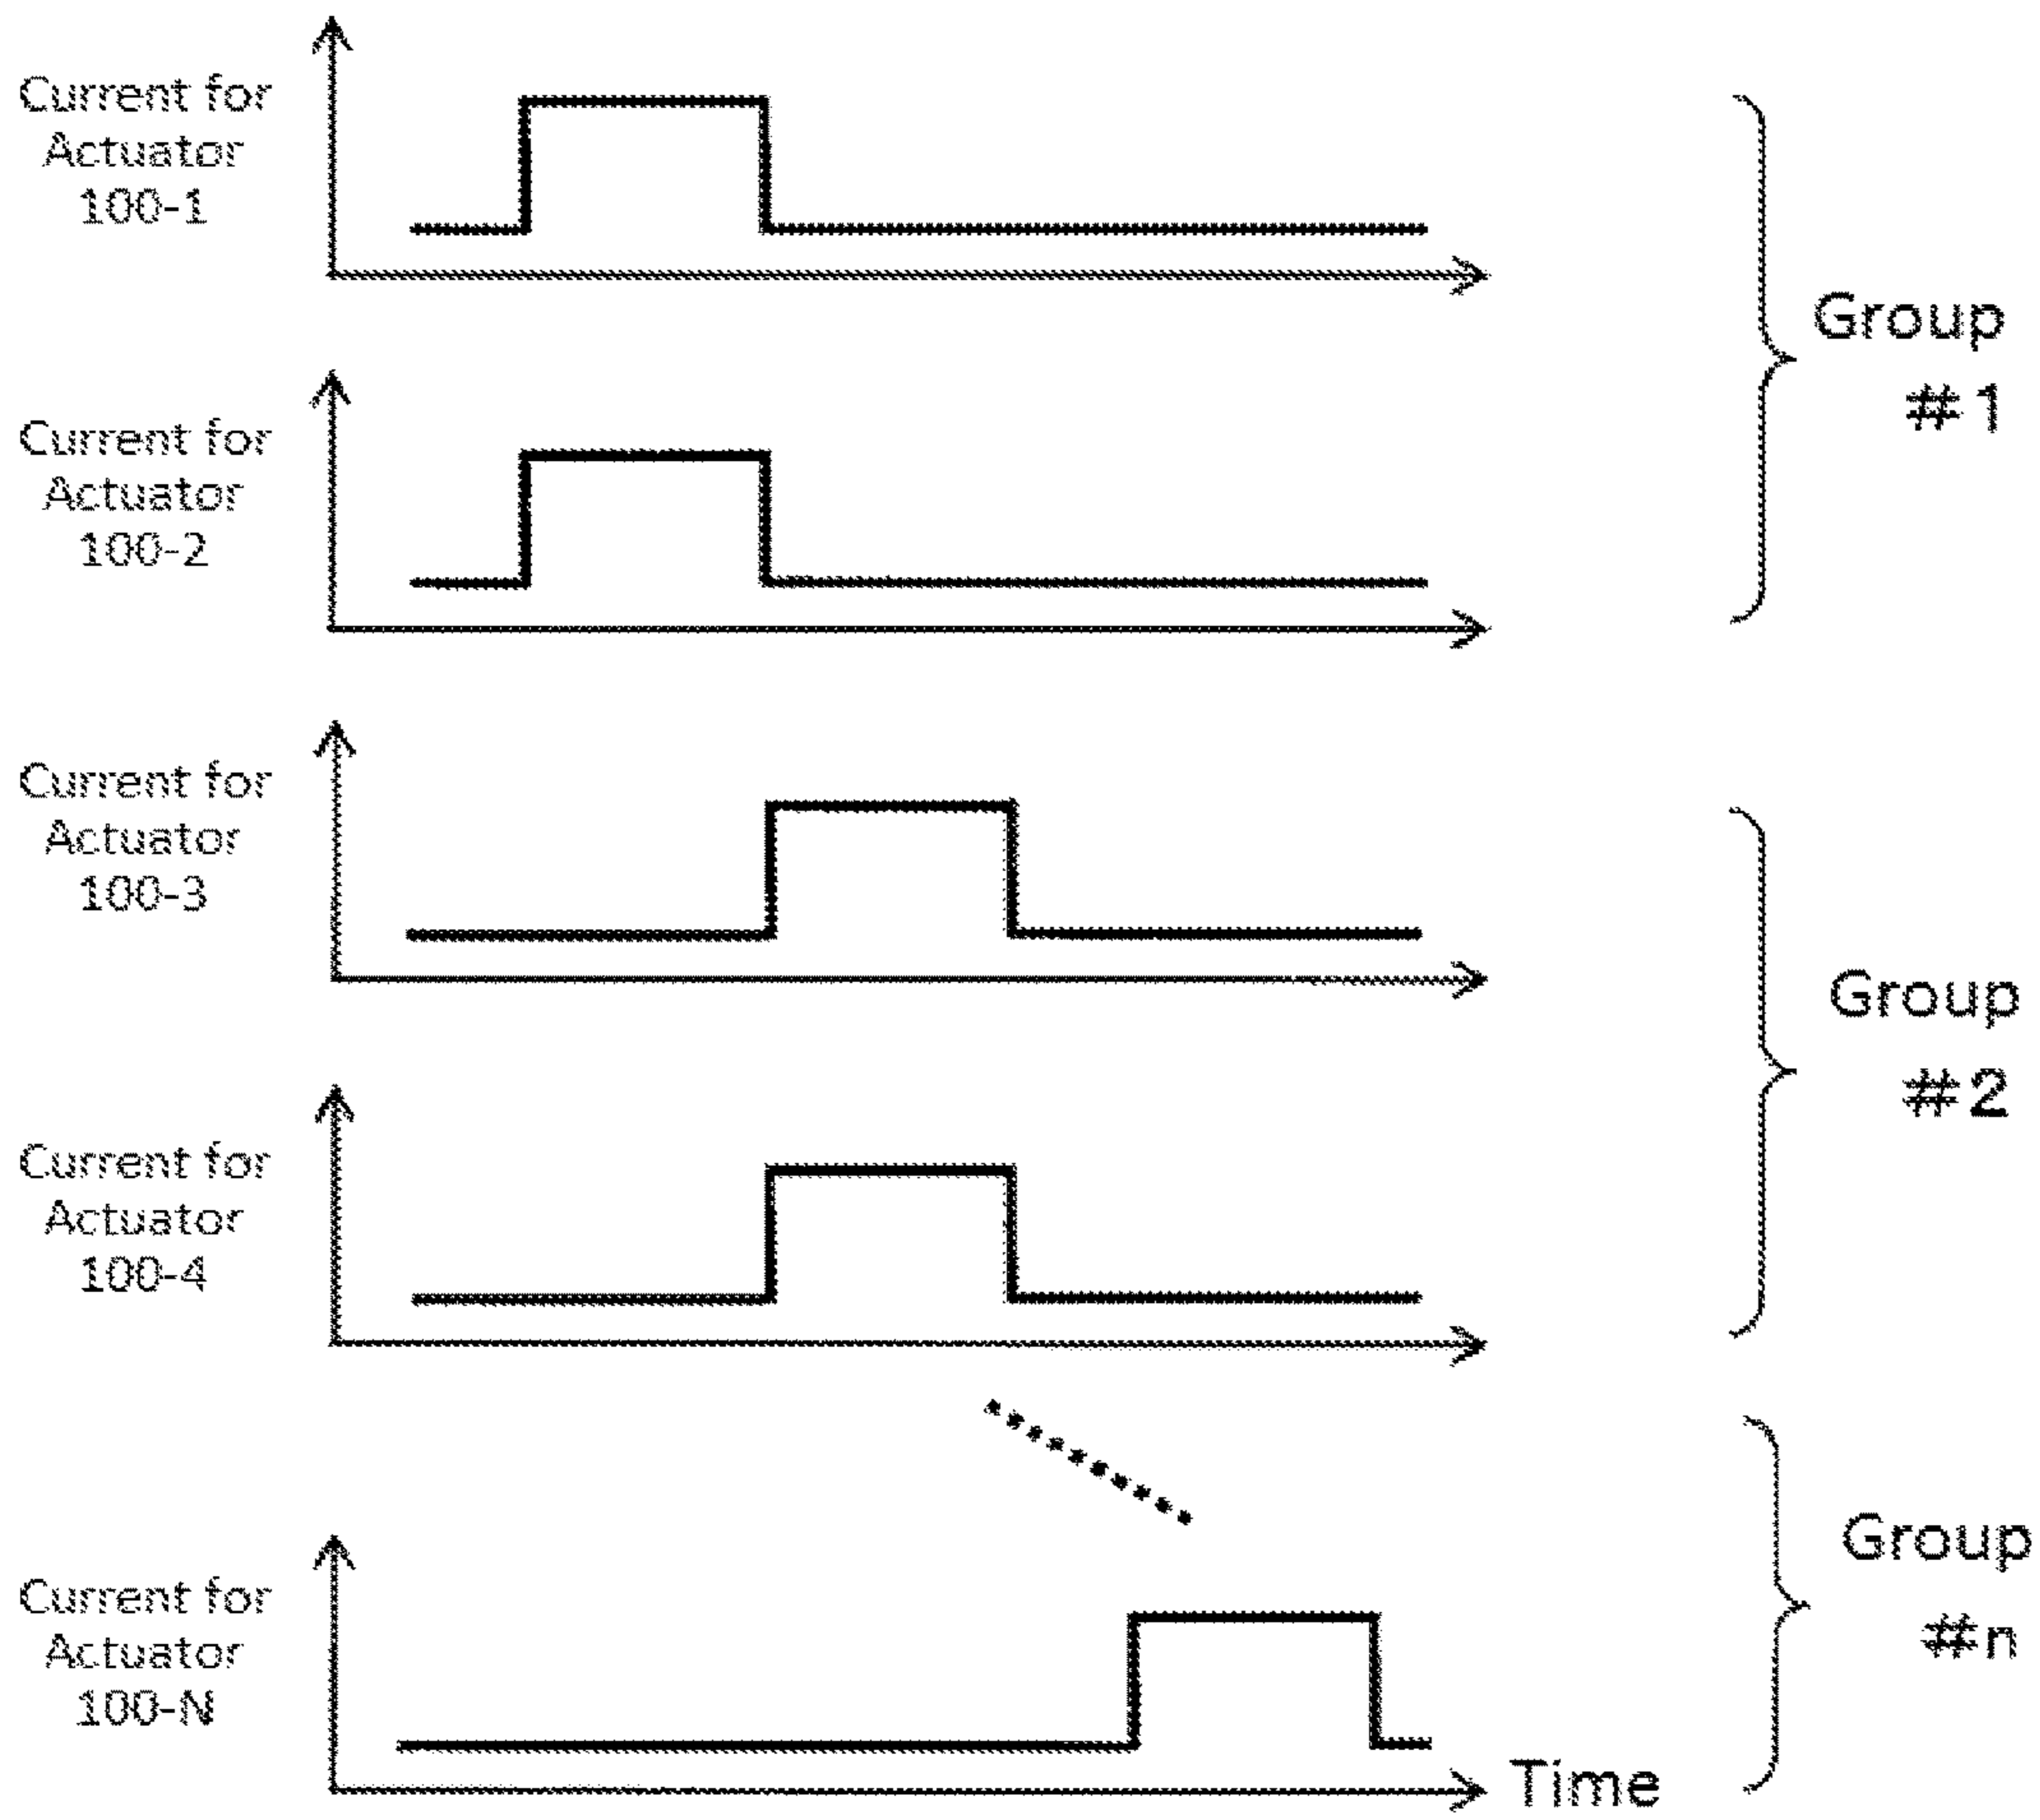 Current for
Actuator
100-1
Group
#1
Current for
Actuator
100-2
Current for
Actuator
100-3
Group
#2
Current for
Actuator
100-4
Group
#n
Current for
Actuator
100-N
Time